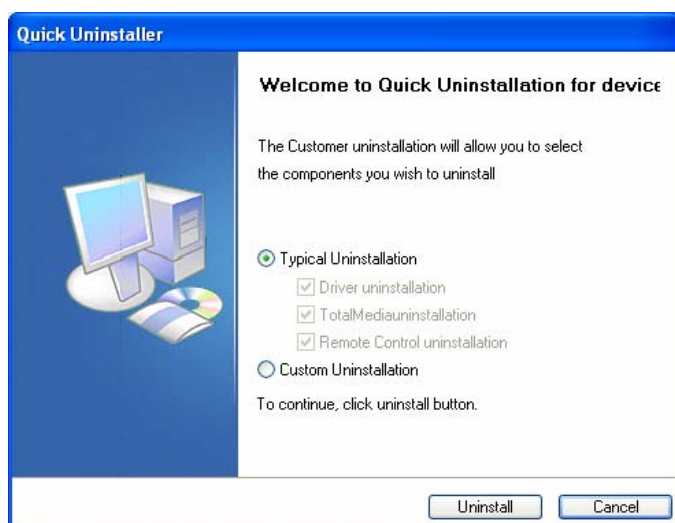 Quick Uninstaller
Welcome to Quick Uninstallation for device
The Customer uninstallation will allow you to select
the components you wish to uninstall
Typical Uninstallation
Driver uninstallation
TotalMediauninstallation
Remote Control uninstallation
Custom Uninstallation
To continue, click uninstall button.
Uninstall
Cancel